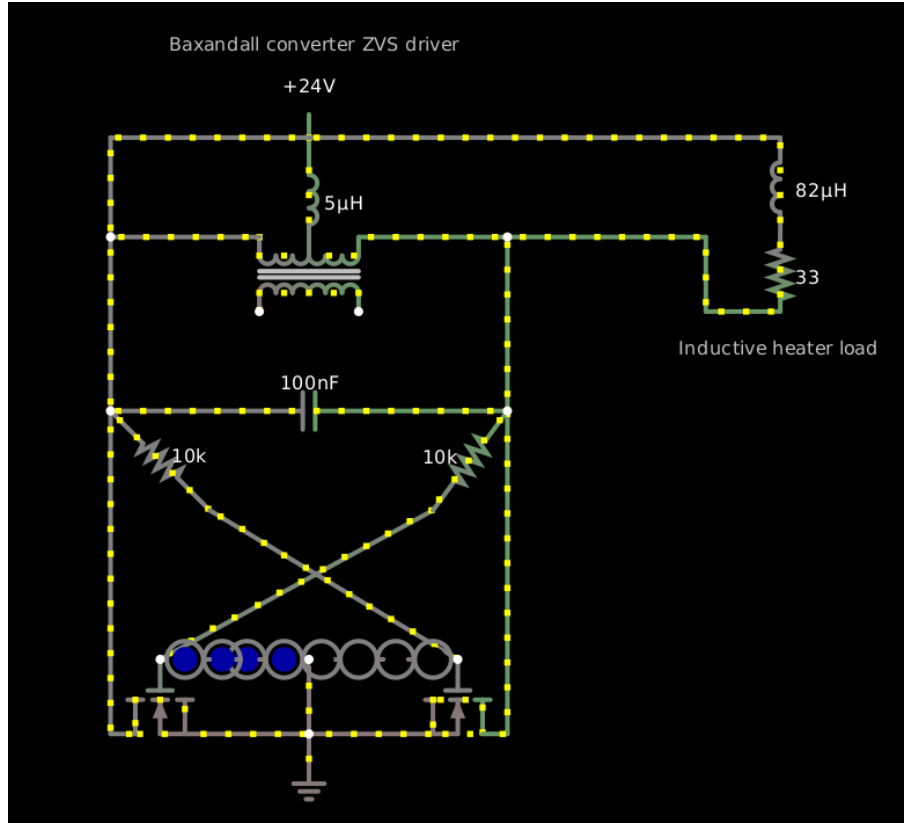 Baxandall converter ZVS driver
+24V
5μH
82μH
33
Inductive heater load
100nF
10k
10k